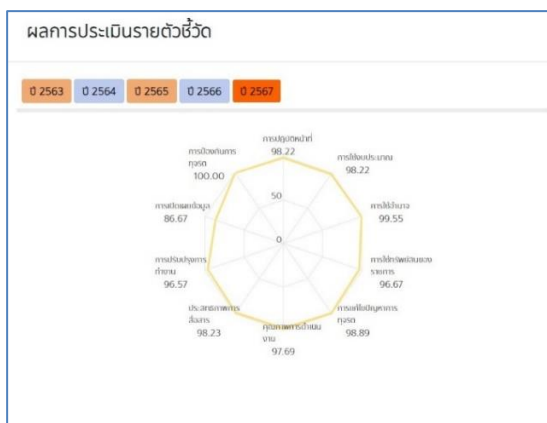 ผลการประเมินรายตัวชี้วัด
ปี 2563
ปี 2564
ปี 2565
ปี 2566
ปี 2567
การปฏิบัติหน้าที่
98.22
การใช้งบประมาณ
98.22
การใช้อำนาจ
99.55
การใช้ทรัพย์สินของ
ราชการ
96.67
การแก้ไขปัญหาการ
ทุจริต
98.89
คุณภาพการดำเนิน
งาน
97.69
ประสิทธิภาพการ
สื่อสาร
98.23
การปรับปรุงการ
ทำงาน
96.57
การเปิดเผยข้อมูล
86.67
การป้องกันการ
ทุจริต
100.00
50
0